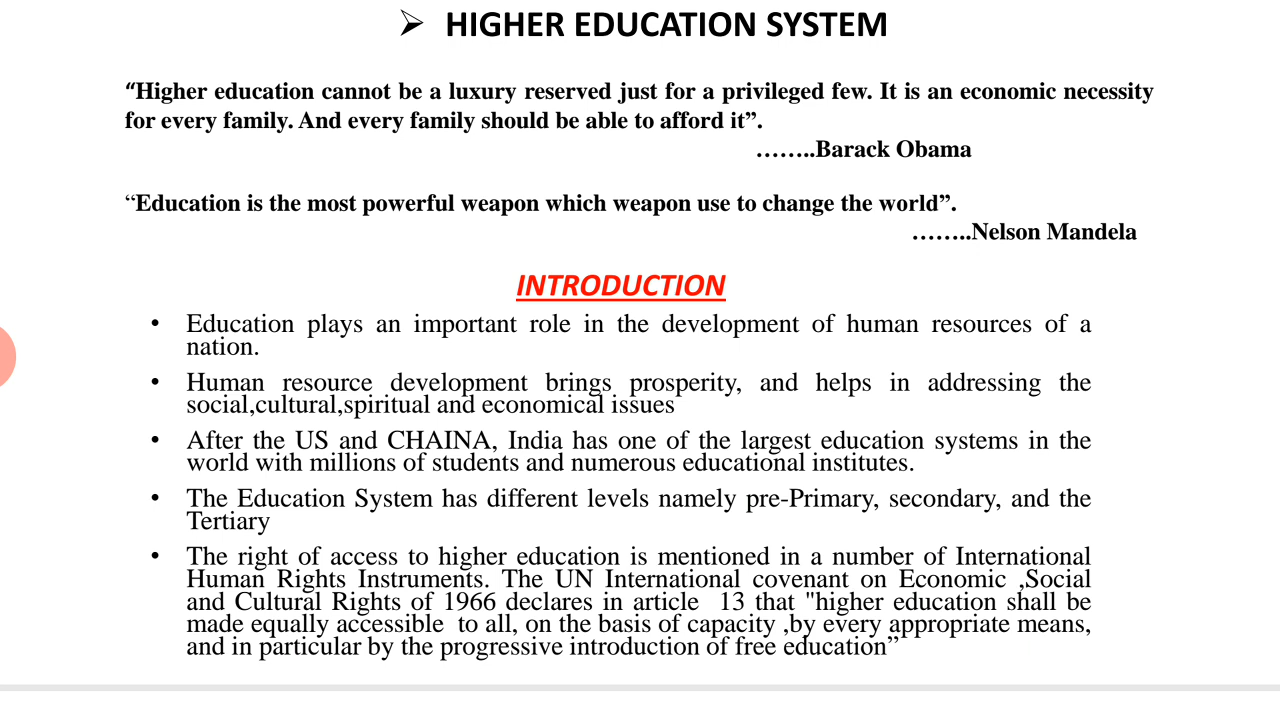 ➢ HIGHER EDUCATION SYSTEM
“Higher education cannot be a luxury reserved just for a privileged few. It is an economic necessity
for every family. And every family should be able to afford it”.
……..Barack Obama
“Education is the most powerful weapon which weapon use to change the world”.
……..Nelson Mandela
INTRODUCTION
• Education plays an important role in the development of human resources of a
nation.
• Human resource development brings prosperity, and helps in addressing the
social,cultural,spiritual and economical issues
• After the US and CHAINA, India has one of the largest education systems in the
world with millions of students and numerous educational institutes.
• The Education System has different levels namely pre-Primary, secondary, and the
Tertiary
• The right of access to higher education is mentioned in a number of International
Human Rights Instruments. The UN International covenant on Economic ,Social
and Cultural Rights of 1966 declares in article 13 that "higher education shall be
made equally accessible to all, on the basis of capacity ,by every appropriate means,
and in particular by the progressive introduction of free education”